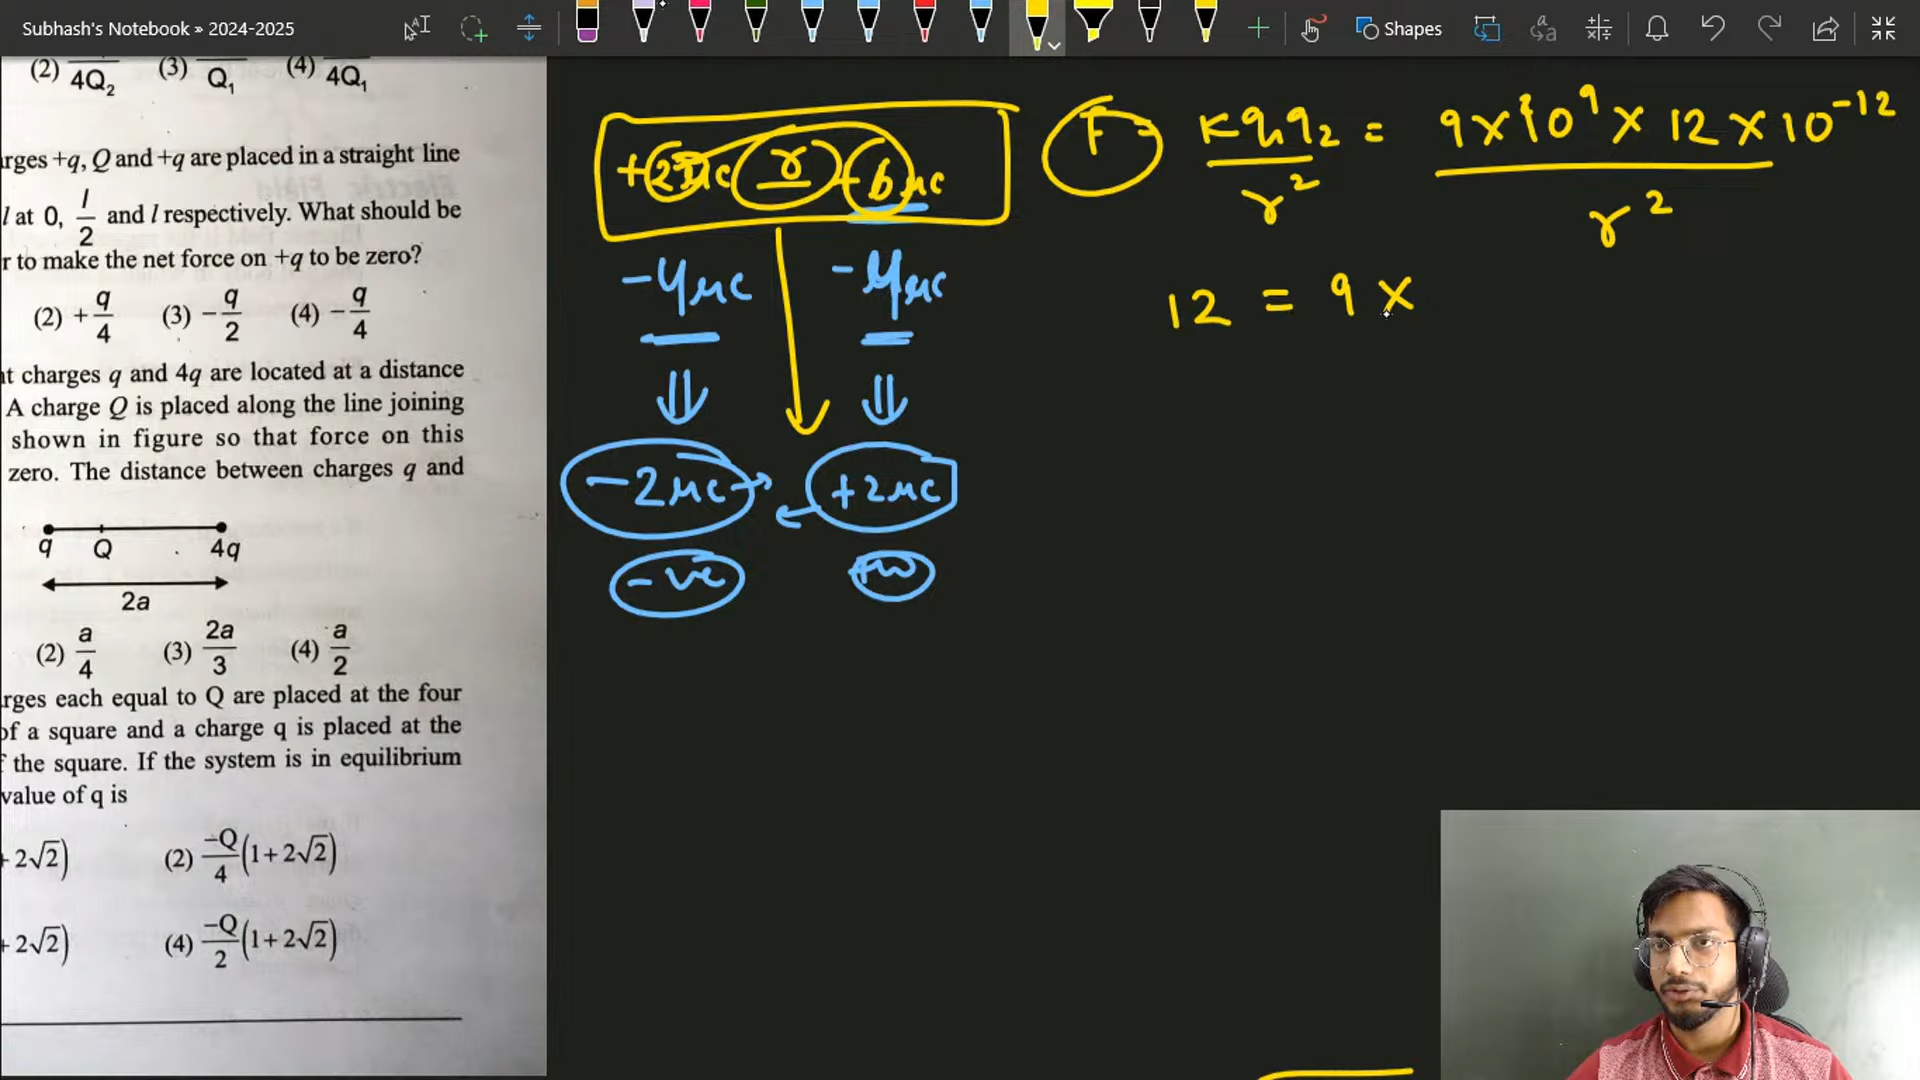 Subhash's Notebook » 2024-2025
Shapes
(2) 4Q₂ (3) Q₁ (4) 4Q₁
rges +q, Q and +q are placed in a straight line
l at 0, l/2 and l respectively. What should be
r to make the net force on +q to be zero?
(2) +q/4 (3) -q/2 (4) -q/4
t charges q and 4q are located at a distance
A charge Q is placed along the line joining
shown in figure so that force on this
zero. The distance between charges q and
q Q 4q
2a
(2) a/4 (3) 2a/3 (4) a/2
rges each equal to Q are placed at the four
of a square and a charge q is placed at the
the square. If the system is in equilibrium
value of q is
+ 2√2) (2) -Q/4 (1+2√2)
+ 2√2) (4) -Q/2 (1+2√2)
+2μc r +6μc
-4μc -4μc
-2μc +2μc
-ve +ve
F = Kq₁q₂/r² = 9×10⁹ × 12 × 10⁻¹²/r²
12 = 9 ×